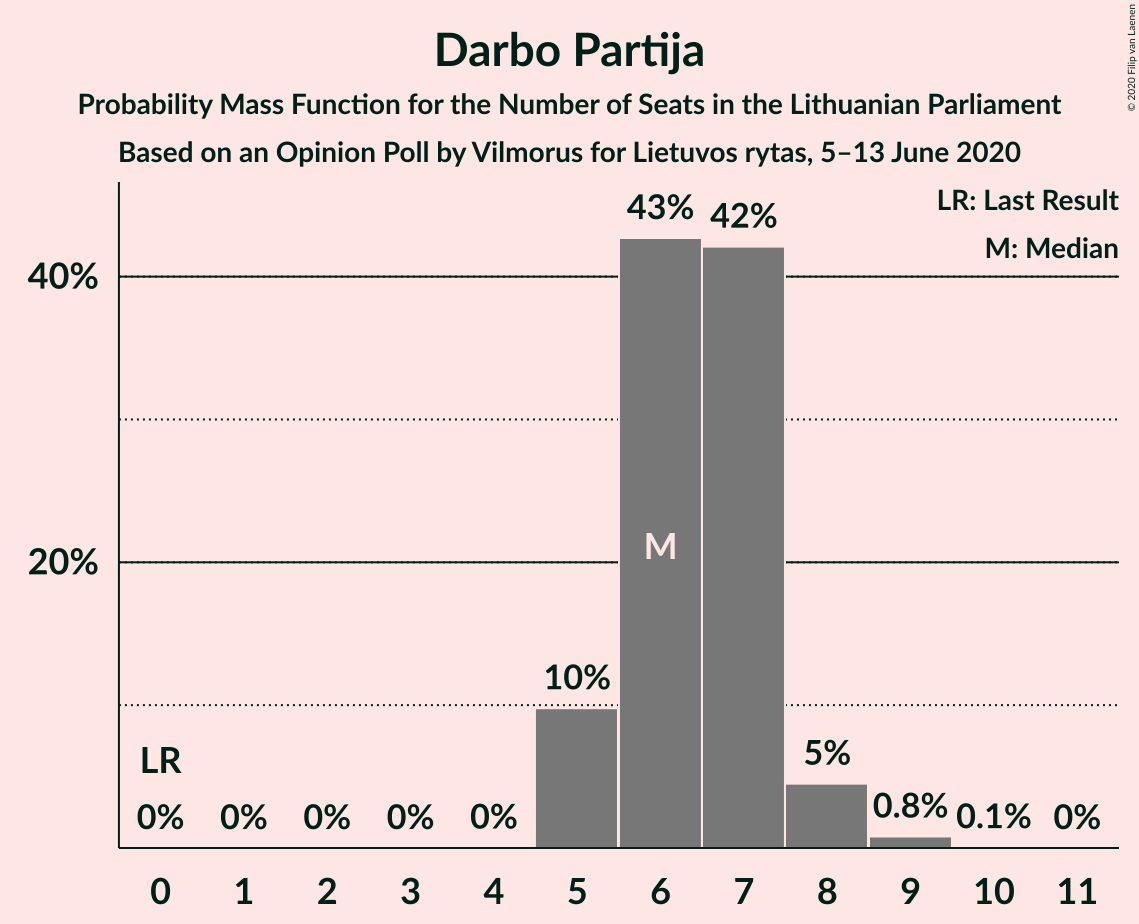 Darbo Partija
Probability Mass Function for the Number of Seats in the Lithuanian Parliament
Based on an Opinion Poll by Vilmorus for Lietuvos rytas, 5–13 June 2020
© 2020 Filip van Laenen
LR: Last Result
M: Median
43%
42%
40%
M
20%
10%
5%
LR
0%
0%
0%
0%
0%
0.8%
0.1%
0%
0 1 2 3 4 5 6 7 8 9 10 11